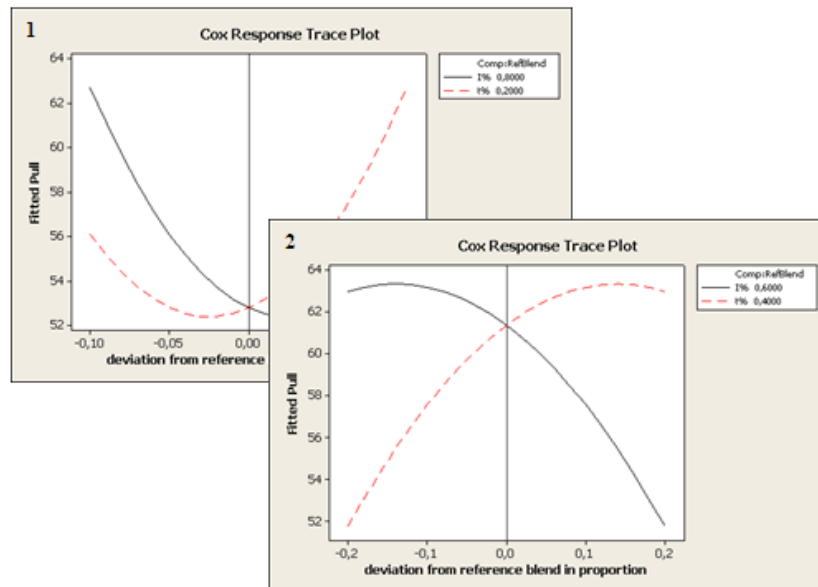 1
Cox Response Trace Plot
64
62
60
58
56
54
52
Fitted Pull
-0,10
-0,05
0,00
deviation from reference
Comp:RefBlend
I% 0,8000
Y% 0,2000
2
Cox Response Trace Plot
64
62
60
58
56
54
52
Fitted Pull
-0,2
-0,1
0,0
0,1
0,2
deviation from reference blend in proportion
Comp:RefBlend
I% 0,6000
Y% 0,4000